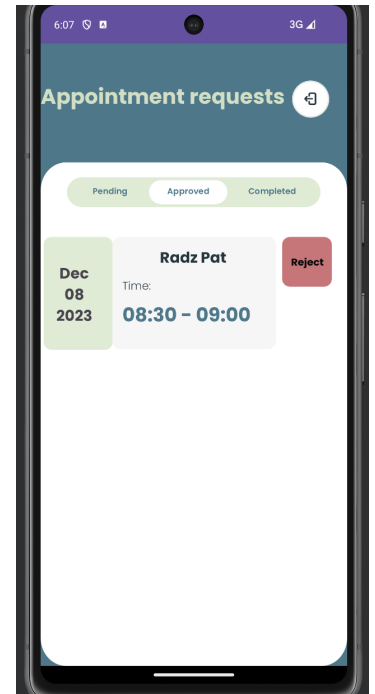 6:07 3G
Appointment requests
Pending Approved Completed
Dec
08
2023
Radz Pat
Time:
08:30 - 09:00
Reject